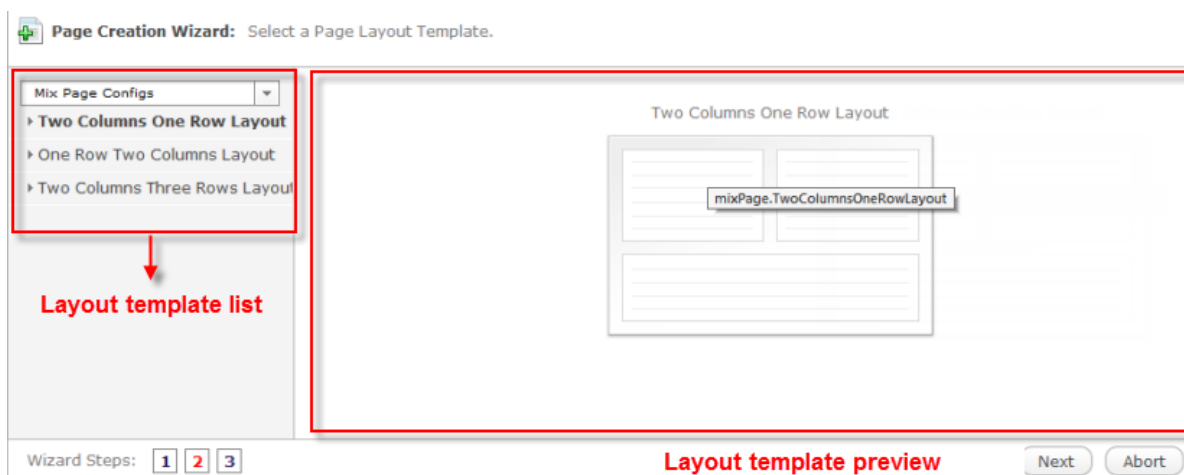 Page Creation Wizard: Select a Page Layout Template.
Mix Page Configs
Two Columns One Row Layout
One Row Two Columns Layout
Two Columns Three Rows Layout
Layout template list
Two Columns One Row Layout
mixPage.TwoColumnsOneRowLayout
Wizard Steps: 1 2 3
Layout template preview
Next Abort